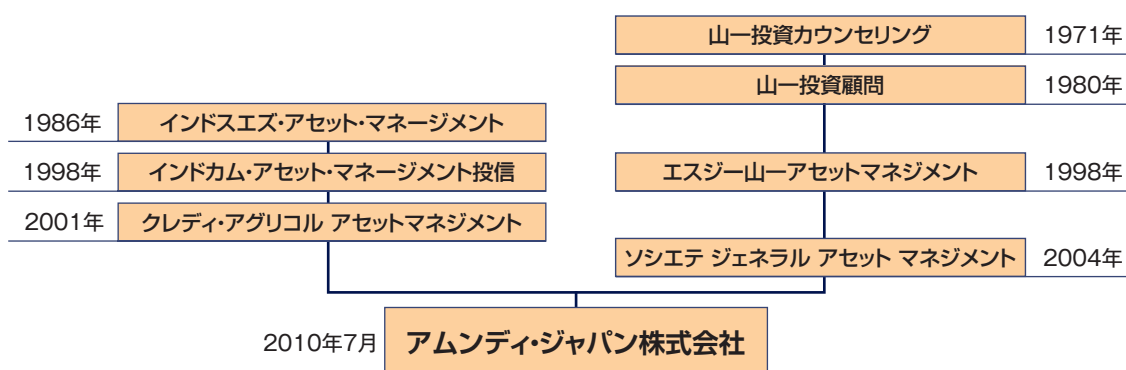 山一投資カウンセリング 1971年
山一投資顧問 1980年
1986年 インドスエズ・アセット・マネージメント
1998年 インドカム・アセット・マネージメント投信
エスジー山一アセットマネジメント 1998年
2001年 クレディ・アグリコル アセットマネジメント
ソシエテ ジェネラル アセット マネジメント 2004年
2010年7月 アムンディ・ジャパン株式会社